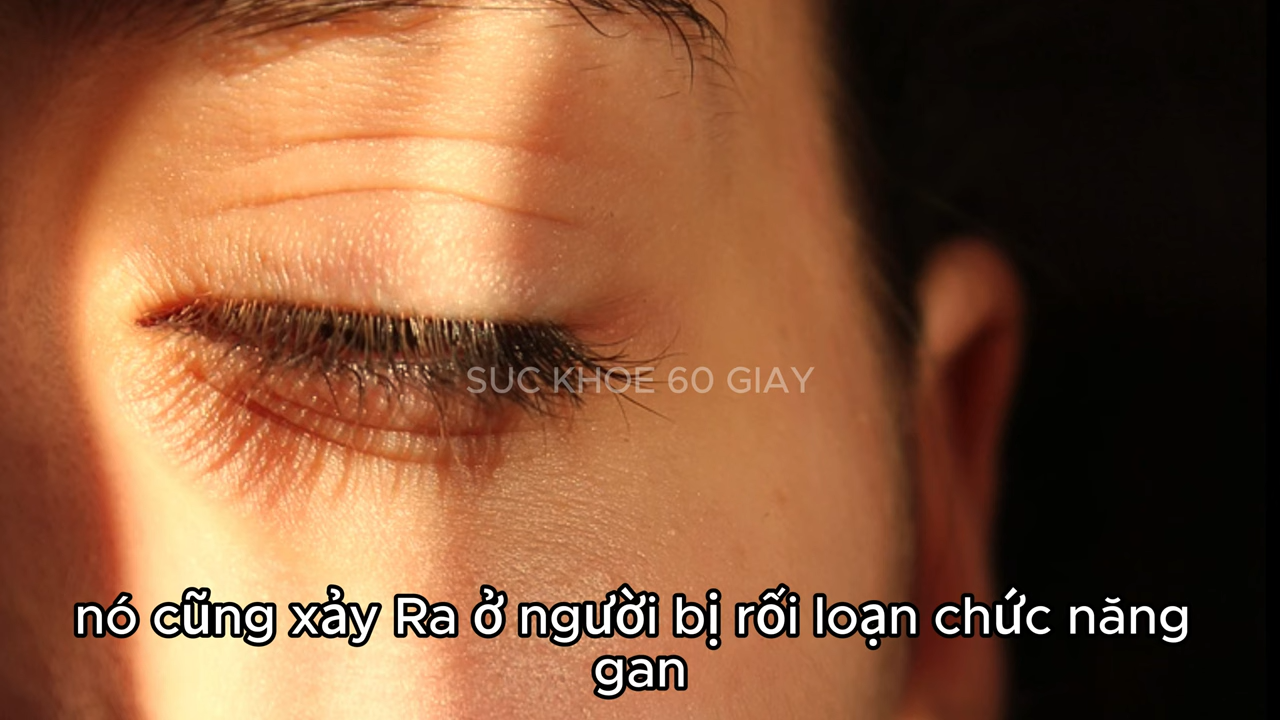 SUC KHOE 60 GIAY
nó cũng xảy Ra ở người bị rối loạn chức năng
gan